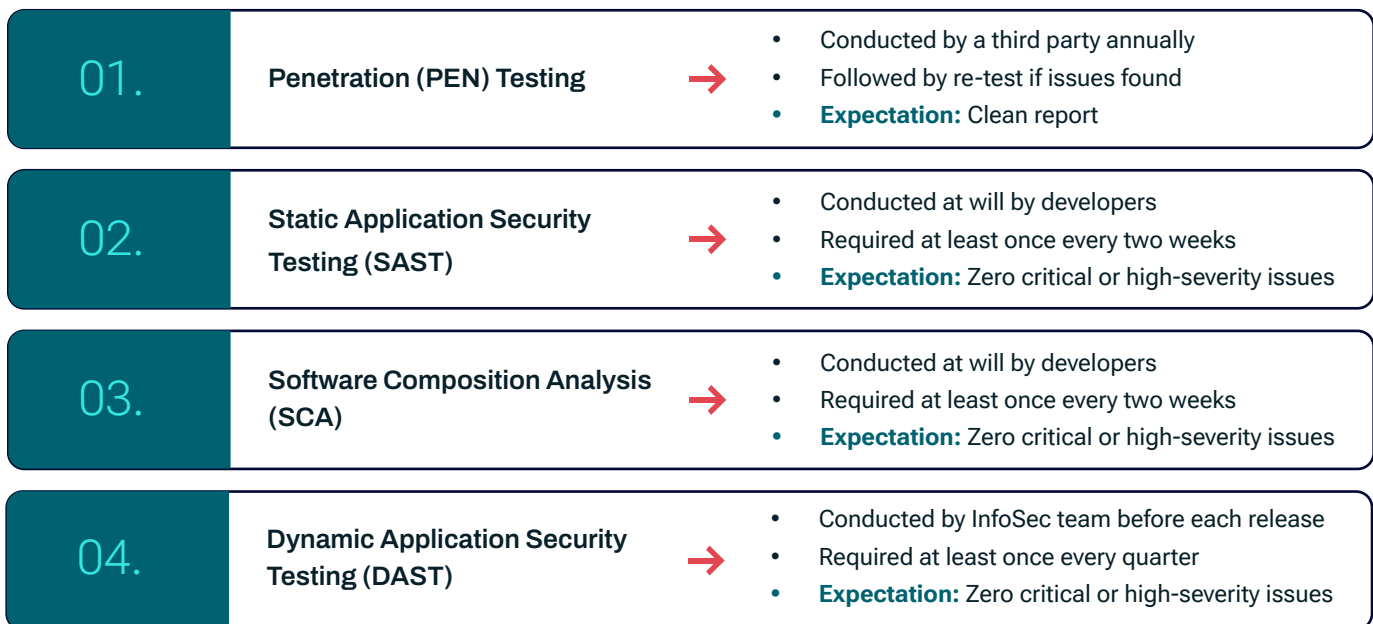 01.
Penetration (PEN) Testing
• Conducted by a third party annually
• Followed by re-test if issues found
• Expectation: Clean report
02.
Static Application Security
Testing (SAST)
• Conducted at will by developers
• Required at least once every two weeks
• Expectation: Zero critical or high-severity issues
03.
Software Composition Analysis
(SCA)
• Conducted at will by developers
• Required at least once every two weeks
• Expectation: Zero critical or high-severity issues
04.
Dynamic Application Security
Testing (DAST)
• Conducted by InfoSec team before each release
• Required at least once every quarter
• Expectation: Zero critical or high-severity issues